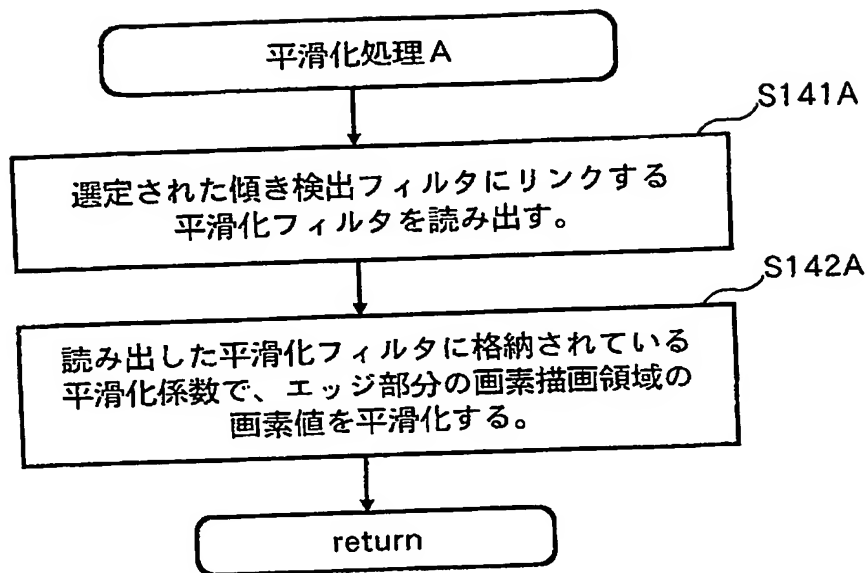 平滑化処理A
S141A
選定された傾き検出フィルタにリンクする
平滑化フィルタを読み出す。
S142A
読み出した平滑化フィルタに格納されている
平滑化係数で、エッジ部分の画素描画領域の
画素値を平滑化する。
return